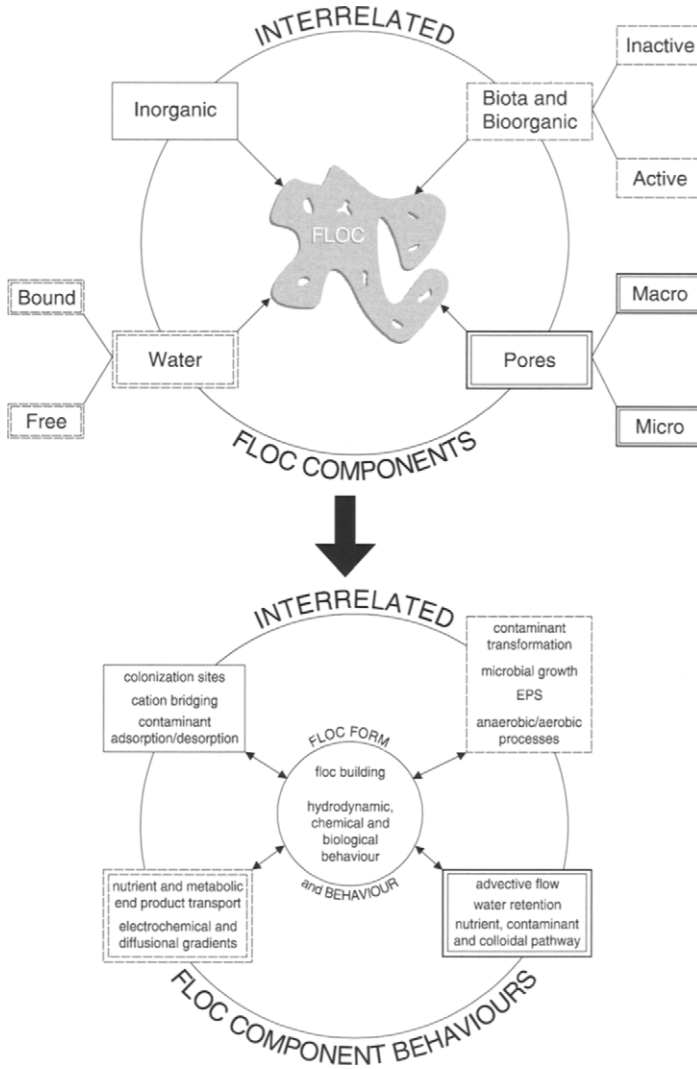 INTERRELATED
Inorganic
Biota and
Bioorganic
Inactive
Active
FLOC
Bound
Water
Free
Macro
Pores
Micro
FLOC COMPONENTS
INTERRELATED
colonization sites
cation bridging
contaminant
adsorption/desorption
contaminant
transformation
microbial growth
EPS
anaerobic/aerobic
processes
FLOC FORM
floc building
hydrodynamic,
chemical and
biological
behaviour
and BEHAVIOUR
nutrient and metabolic
end product transport
electrochemical and
diffusional gradients
advective flow
water retention
nutrient, contaminant
and colloidal pathway
FLOC COMPONENT BEHAVIOURS